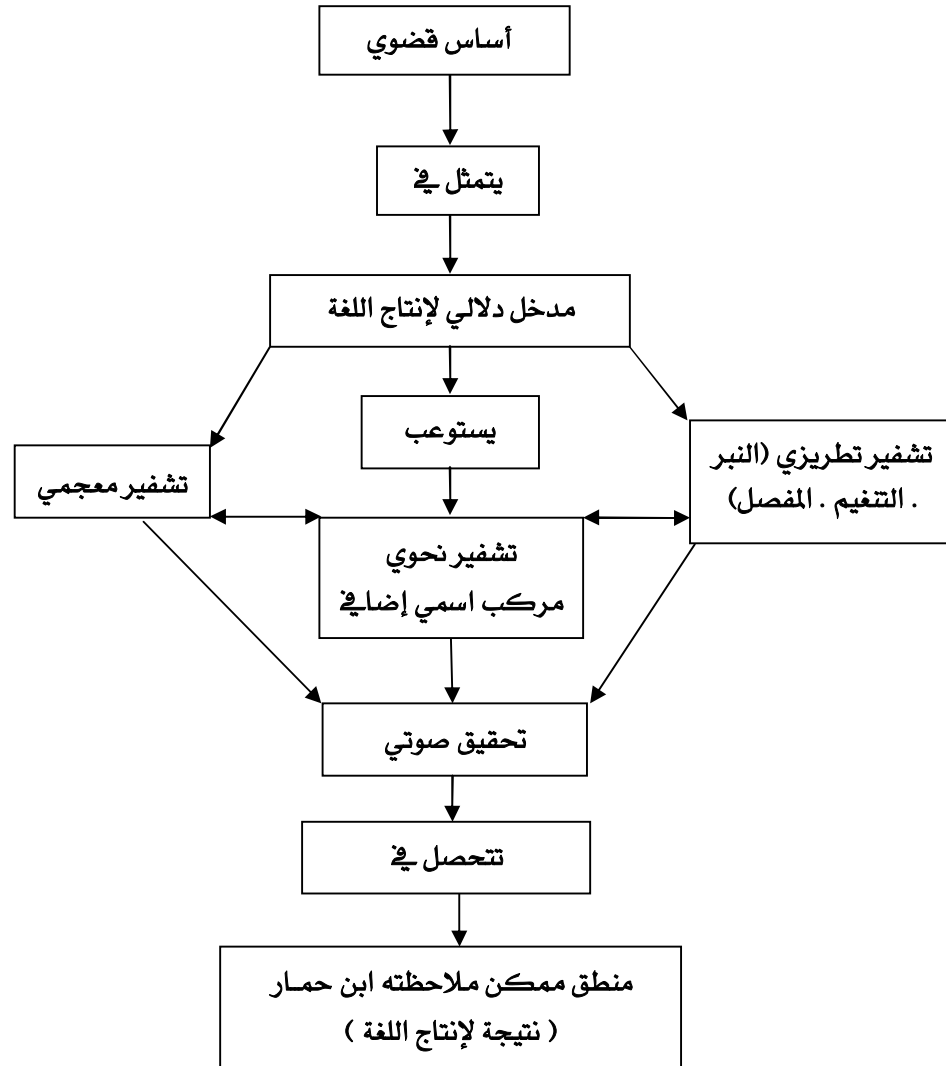 أساس قضوي
يتمثل في
مدخل دلالي لإنتاج اللغة
يستوعب
تشفير تطريزي (النبر
. التنغيم . المفصل)
تشفير معجمي
تشفير نحوي
مركب اسمي إضافي
تحقيق صوتي
تتحصل في
منطق ممكن ملاحظته ابن حمار
( نتيجة لإنتاج اللغة )